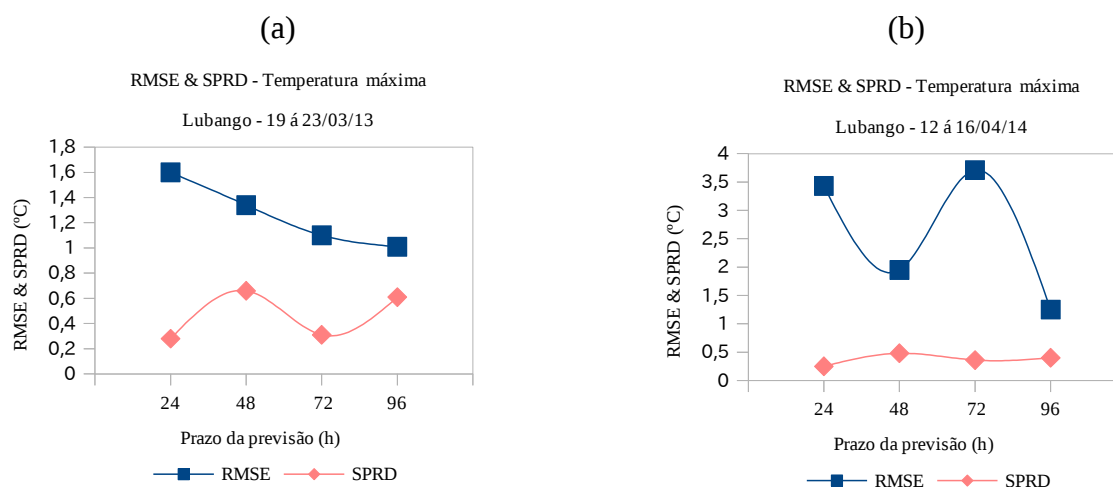 (a)
RMSE & SPRD - Temperatura máxima
Lubango - 19 á 23/03/13
1,8
1,6
1,4
1,2
1
0,8
0,6
0,4
0,2
0
RMSE & SPRD (ºC)
24 48 72 96
Prazo da previsão (h)
RMSE SPRD
(b)
RMSE & SPRD - Temperatura máxima
Lubango - 12 á 16/04/14
4
3,5
3
2,5
2
1,5
1
0,5
0
RMSE & SPRD (ºC)
24 48 72 96
Prazo da previsão (h)
RMSE SPRD